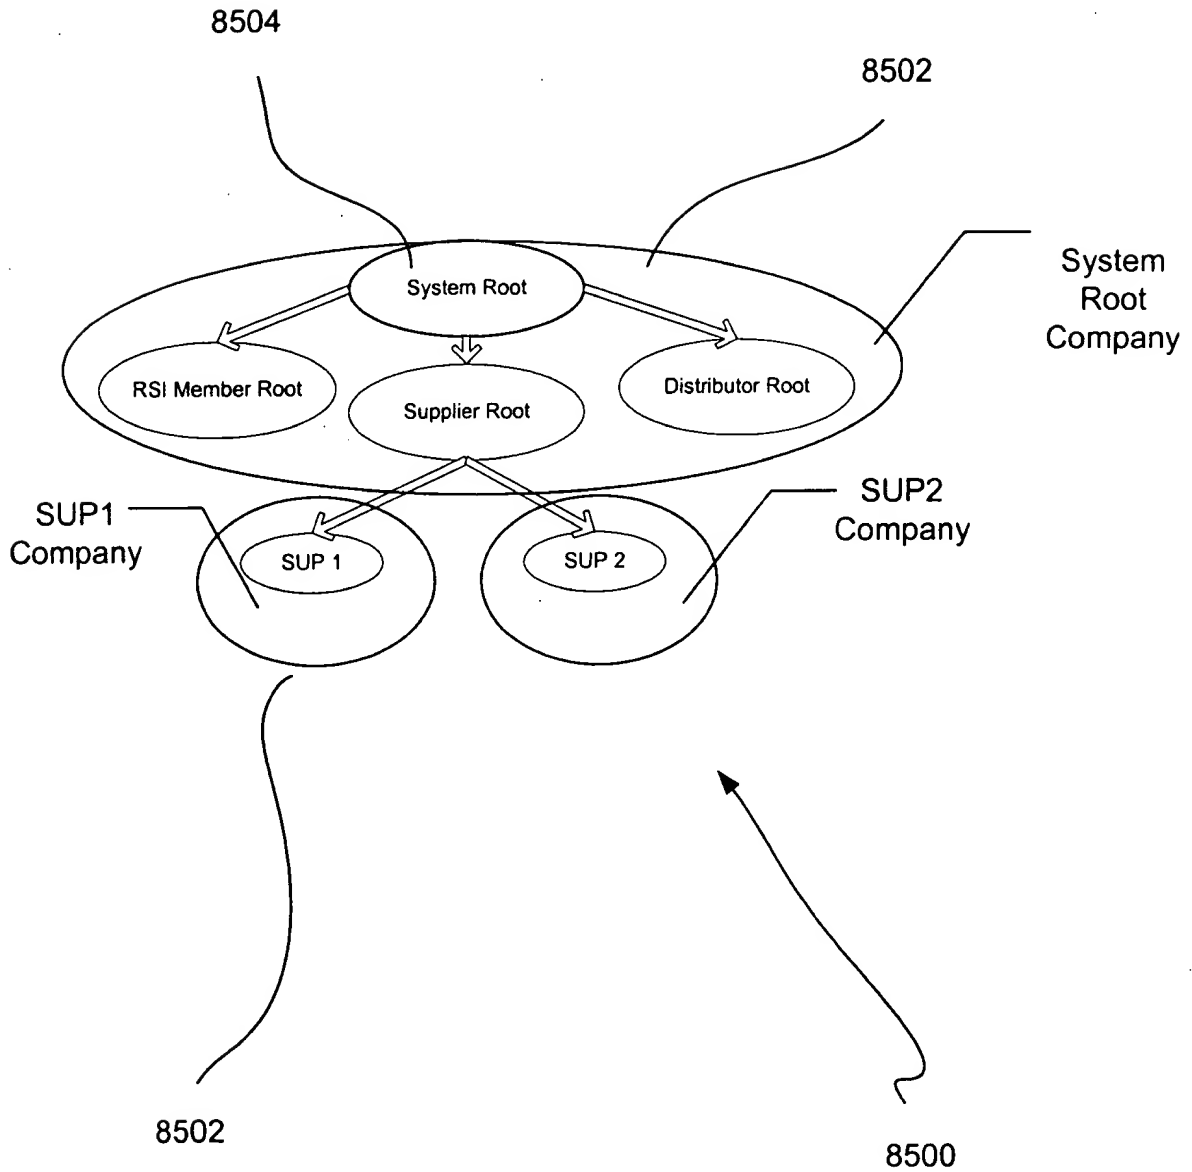 8504
8502
System
Root
Company
System Root
RSI Member Root
Supplier Root
Distributor Root
SUP1
Company
SUP2
Company
SUP 1
SUP 2
8502
8500